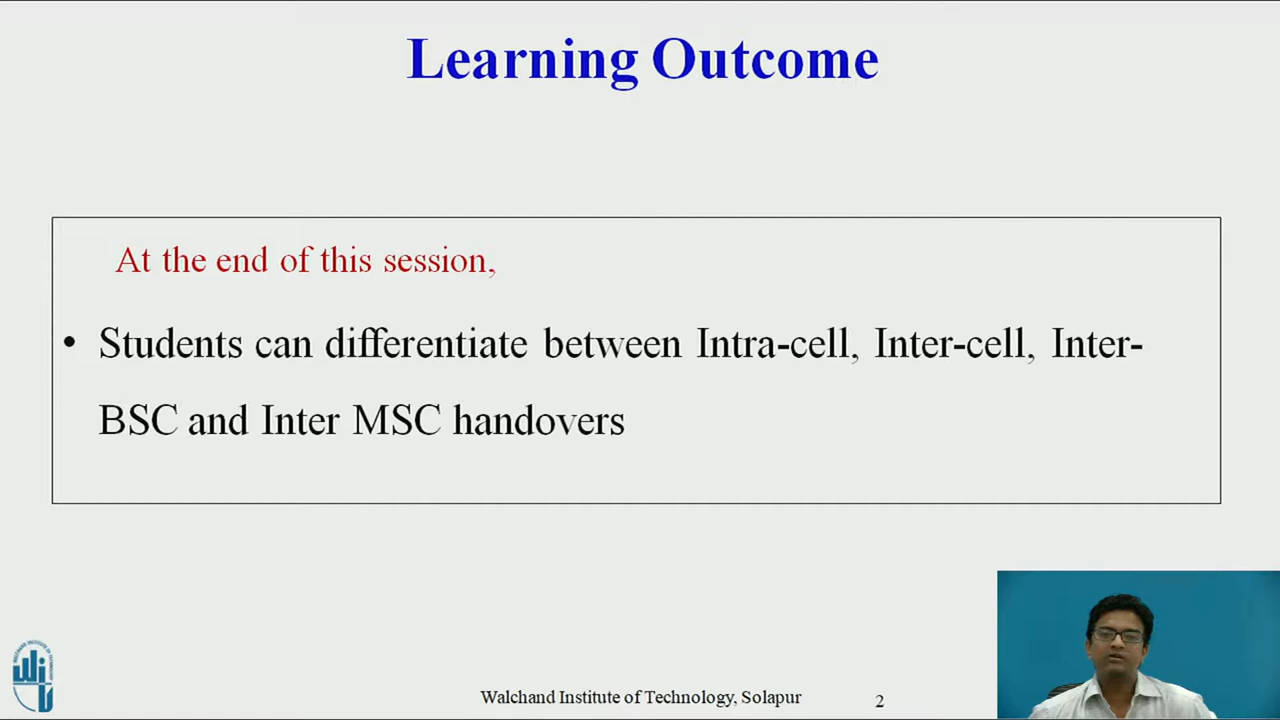 Learning Outcome
At the end of this session,
• Students can differentiate between Intra-cell, Inter-cell, Inter-
BSC and Inter MSC handovers
Walchand Institute of Technology, Solapur
2